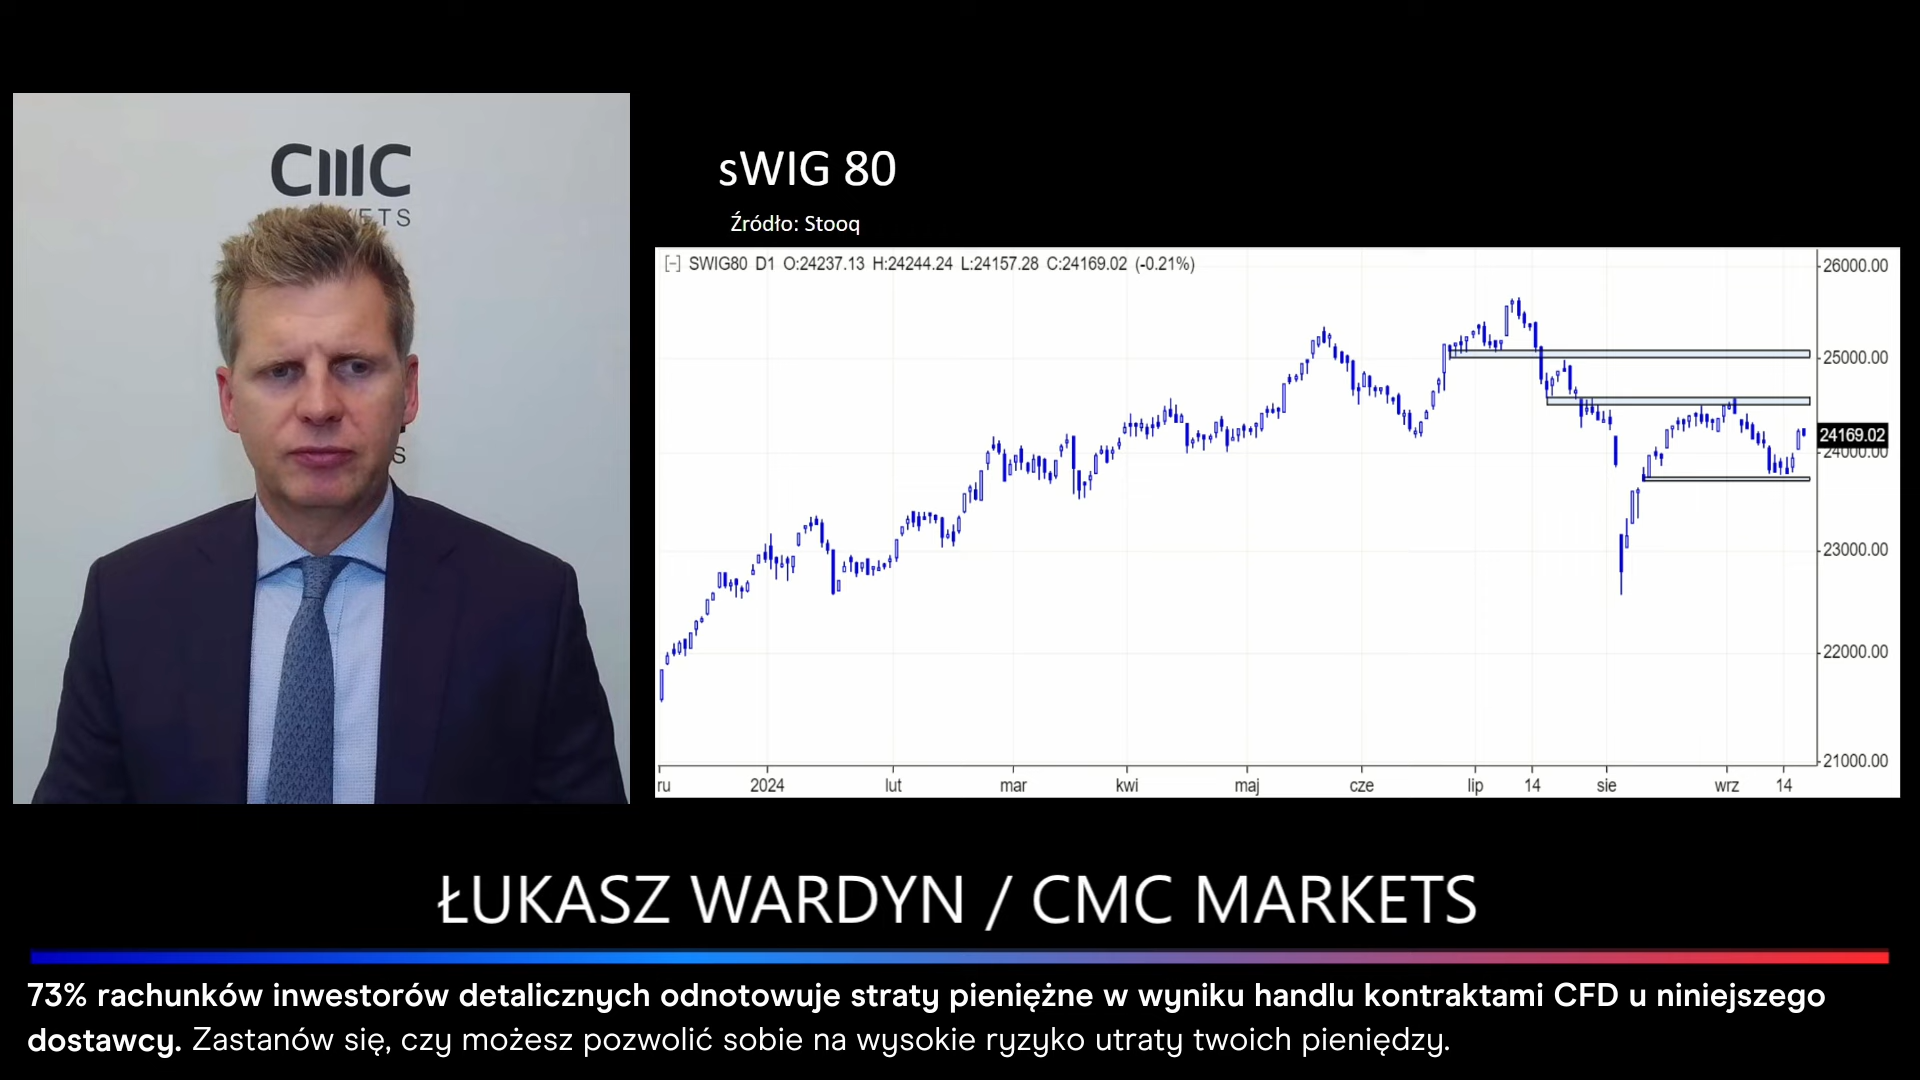 CMC
KETS
S
sWIG 80
Źródło: Stooq
[-] SWIG80 D1 O:24237.13 H:24244.24 L:24157.28 C:24169.02 (-0.21%)
26000.00
25000.00
24169.02
24000.00
23000.00
22000.00
21000.00
ru 2024 lut mar kwi maj cze lip 14 sie wrz 14
ŁUKASZ WARDYN / CMC MARKETS
73% rachunków inwestorów detalicznych odnotowuje straty pieniężne w wyniku handlu kontraktami CFD u niniejszego
dostawcy. Zastanów się, czy możesz pozwolić sobie na wysokie ryzyko utraty twoich pieniędzy.